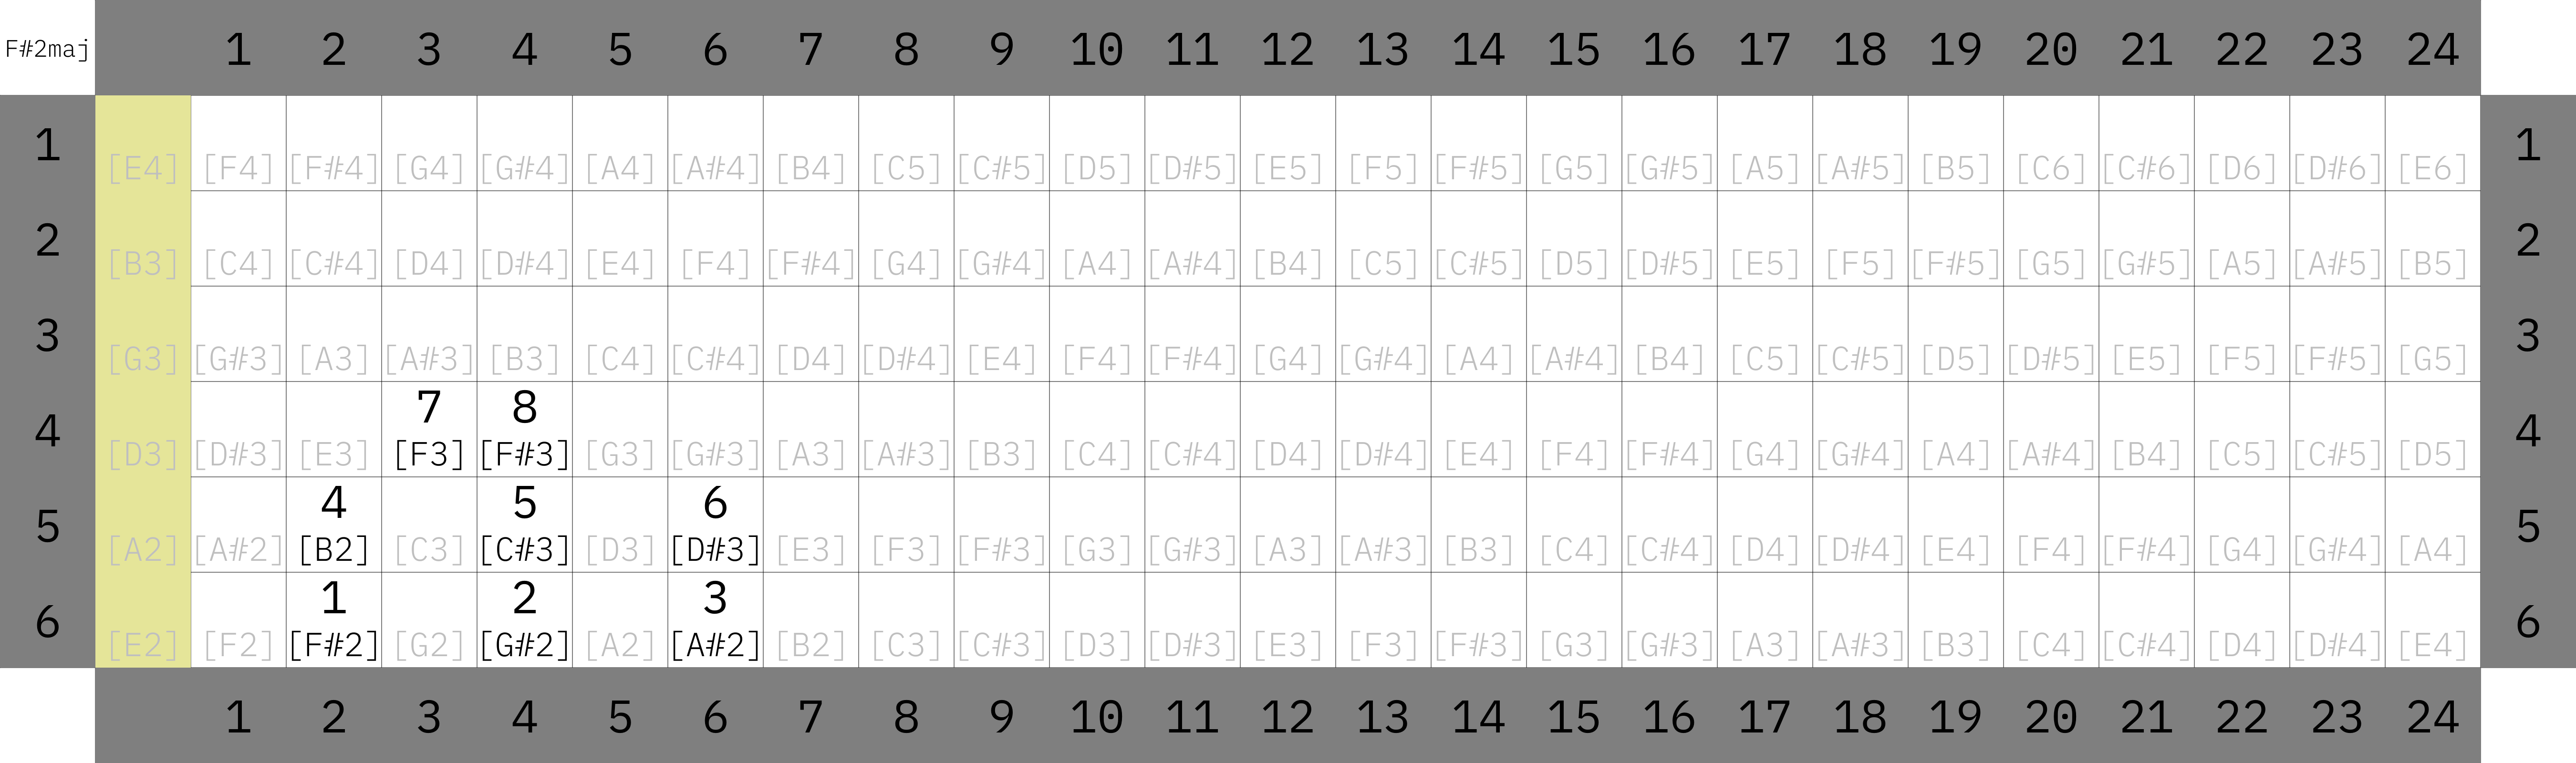 F#2maj 1 2 3 4 5 6 7 8 9 10 11 12 13 14 15 16 17 18 19 20 21 22 23 24
1 [E4] [F4] [F#4] [G4] [G#4] [A4] [A#4] [B4] [C5] [C#5] [D5] [D#5] [E5] [F5] [F#5] [G5] [G#5] [A5] [A#5] [B5] [C6] [C#6] [D6] [D#6] [E6] 1
2 [B3] [C4] [C#4] [D4] [D#4] [E4] [F4] [F#4] [G4] [G#4] [A4] [A#4] [B4] [C5] [C#5] [D5] [D#5] [E5] [F5] [F#5] [G5] [G#5] [A5] [A#5] [B5] 2
3 [G3] [G#3] [A3] [A#3] [B3] [C4] [C#4] [D4] [D#4] [E4] [F4] [F#4] [G4] [G#4] [A4] [A#4] [B4] [C5] [C#5] [D5] [D#5] [E5] [F5] [F#5] [G5] 3
7 8
4 [D3] [D#3] [E3] [F3] [F#3] [G3] [G#3] [A3] [A#3] [B3] [C4] [C#4] [D4] [D#4] [E4] [F4] [F#4] [G4] [G#4] [A4] [A#4] [B4] [C5] [C#5] [D5] 4
4 5 6
5 [A2] [A#2] [B2] [C3] [C#3] [D3] [D#3] [E3] [F3] [F#3] [G3] [G#3] [A3] [A#3] [B3] [C4] [C#4] [D4] [D#4] [E4] [F4] [F#4] [G4] [G#4] [A4] 5
1 2 3
6 [E2] [F2] [F#2] [G2] [G#2] [A2] [A#2] [B2] [C3] [C#3] [D3] [D#3] [E3] [F3] [F#3] [G3] [G#3] [A3] [A#3] [B3] [C4] [C#4] [D4] [D#4] [E4] 6
1 2 3 4 5 6 7 8 9 10 11 12 13 14 15 16 17 18 19 20 21 22 23 24